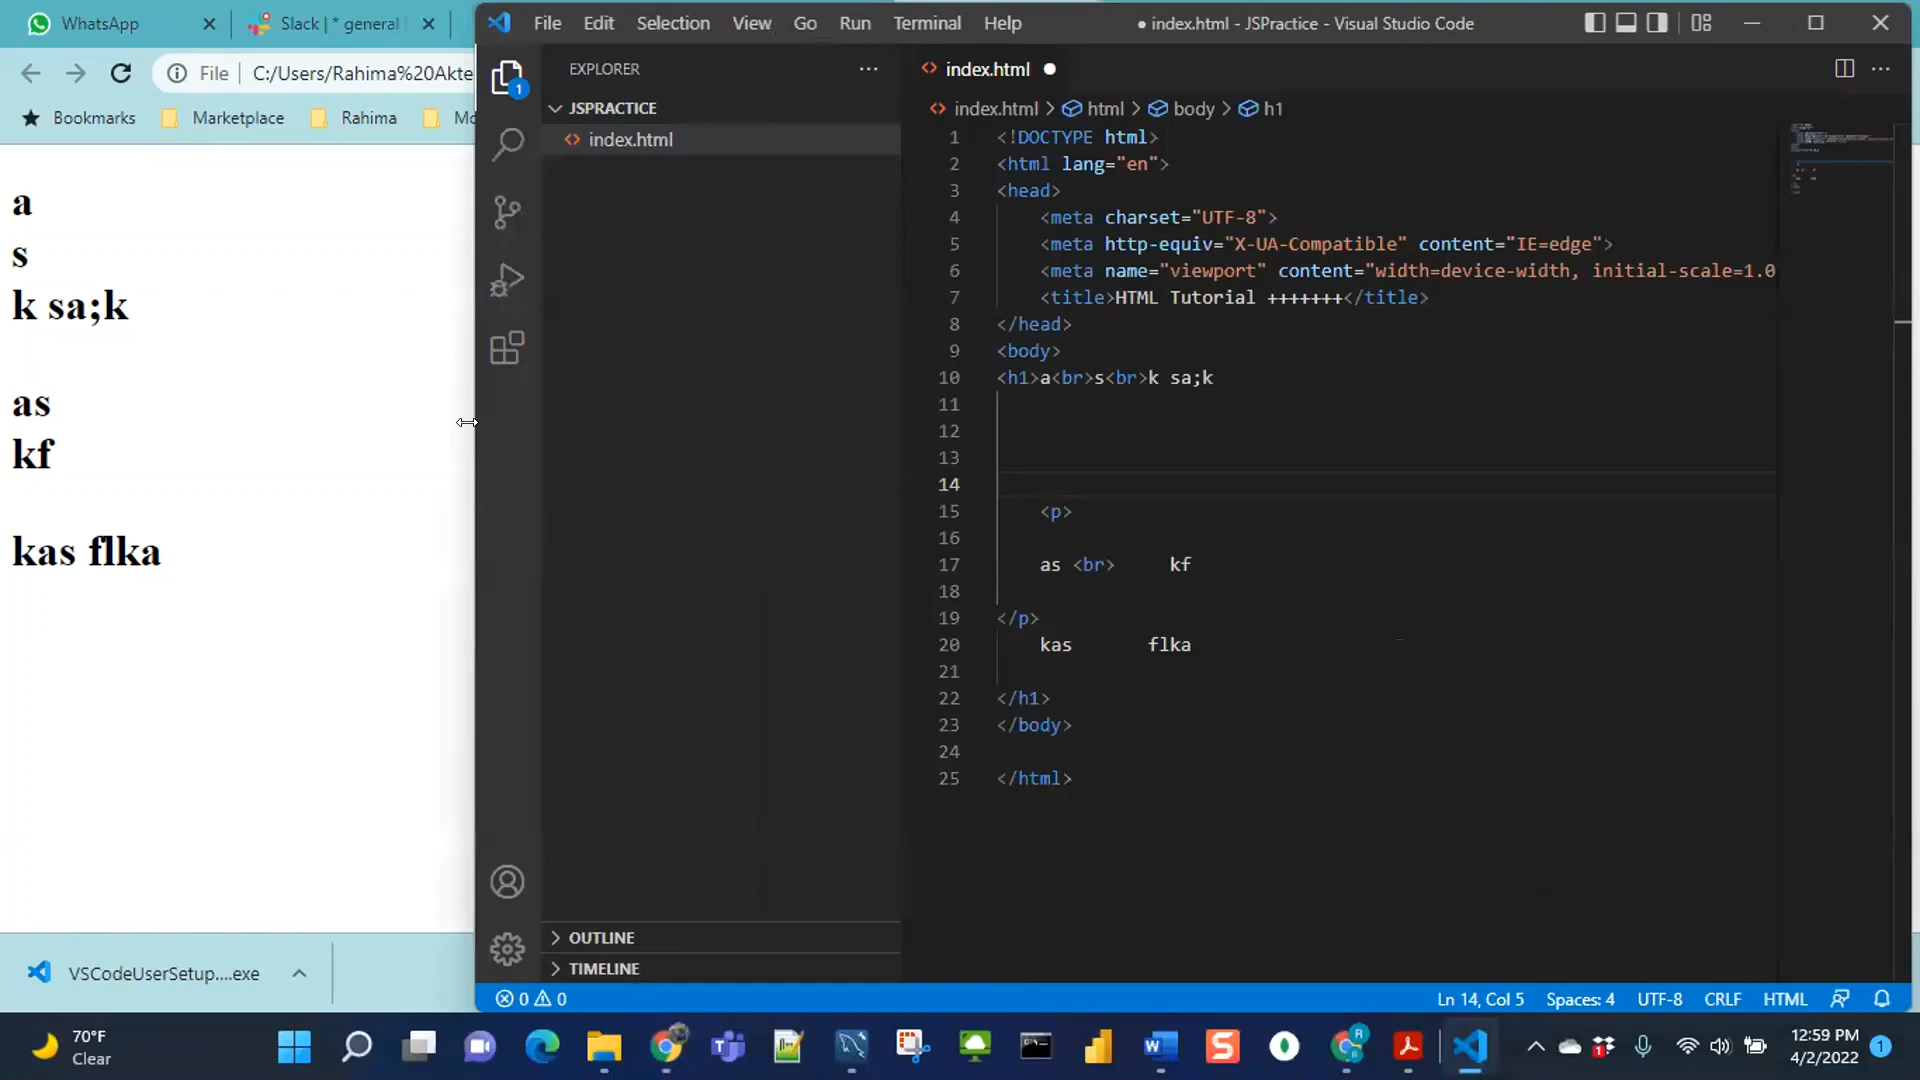 WhatsApp
Slack | * general
File Edit Selection View Go Run Terminal Help
● index.html - JSPractice - Visual Studio Code
File
C:/Users/Rahima%20Akte
Bookmarks Marketplace Rahima Mo
a
s
k sa;k
as
kf
kas flka
VSCodeUserSetup....exe
1
EXPLORER
JSPRACTICE
index.html
OUTLINE
TIMELINE
index.html
index.html > html > body > h1
1 <!DOCTYPE html>
2 <html lang="en">
3 <head>
4 <meta charset="UTF-8">
5 <meta http-equiv="X-UA-Compatible" content="IE=edge">
6 <meta name="viewport" content="width=device-width, initial-scale=1.0
7 <title>HTML Tutorial +++++++</title>
8 </head>
9 <body>
10 <h1>a<br>s<br>k sa;k
11
12
13
14
15 <p>
16
17 as <br> kf
18
19 </p>
20 kas flka
21
22 </h1>
23 </body>
24
25 </html>
0 0
Ln 14, Col 5 Spaces: 4 UTF-8 CRLF HTML
70°F
Clear
12:59 PM
4/2/2022
1